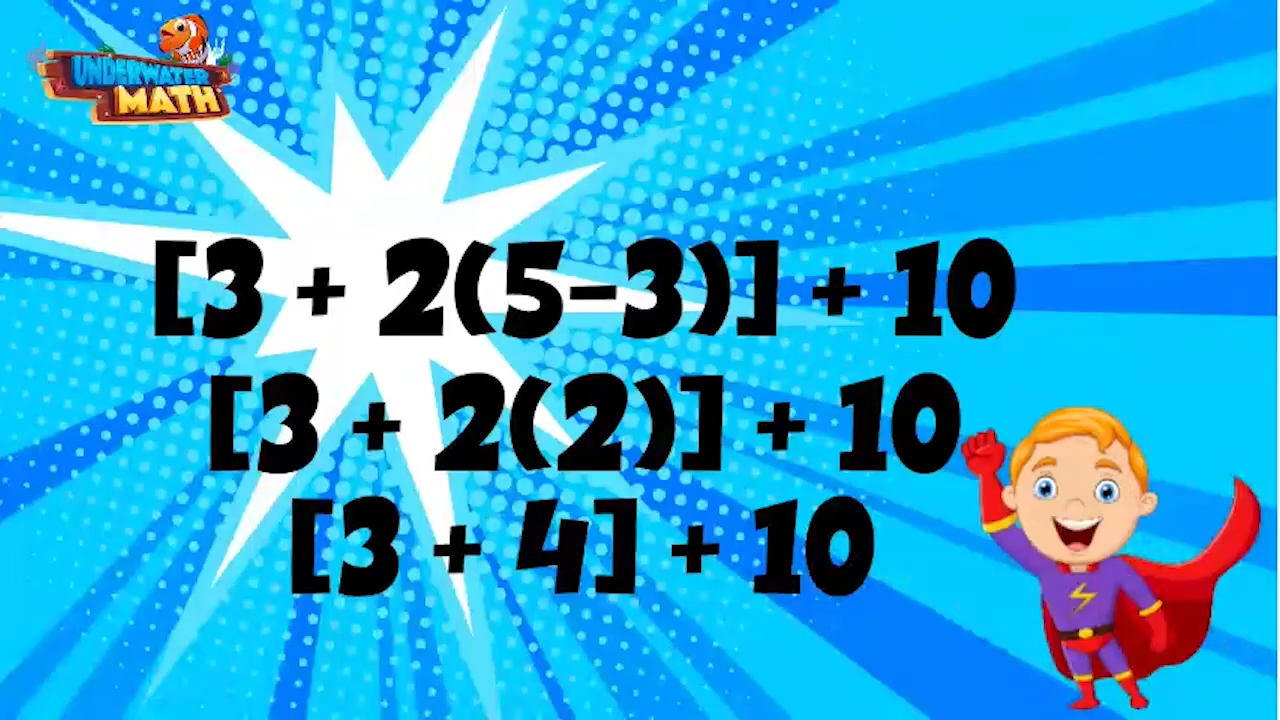 UNDERWATER
MATH
[3 + 2(5-3)] + 10
[3 + 2(2)] + 10
[3 + 4] + 10